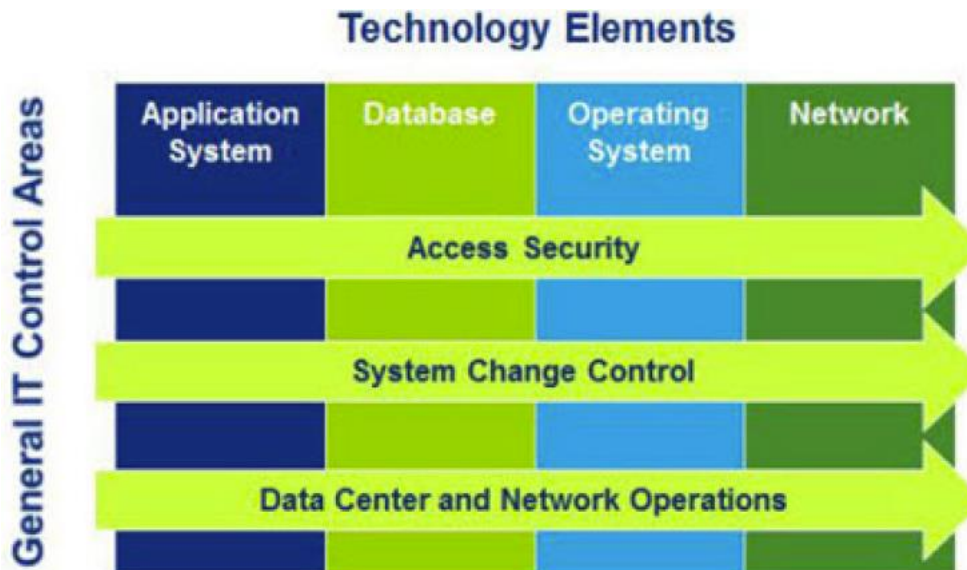 Technology Elements
General IT Control Areas
Application
System
Database
Operating
System
Network
Access Security
System Change Control
Data Center and Network Operations